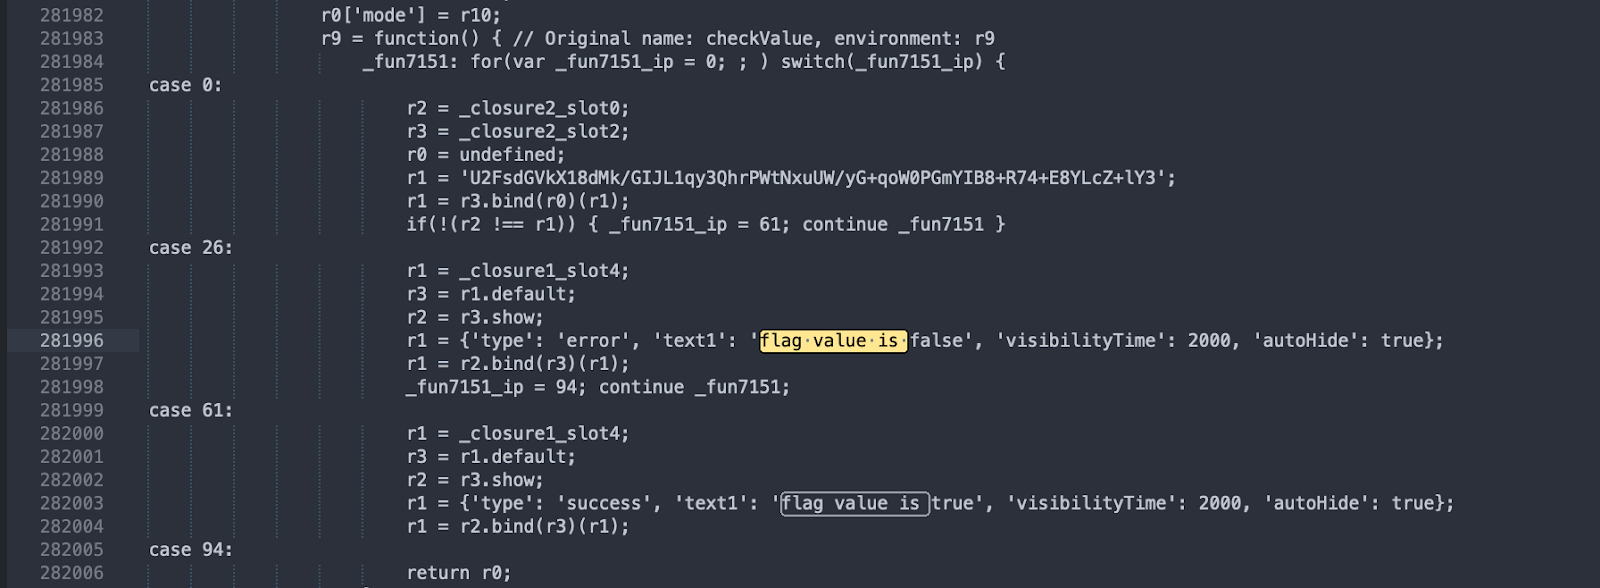 281982 r0['mode'] = r10;
281983 r9 = function() { // Original name: checkValue, environment: r9
281984 _fun7151: for(var _fun7151_ip = 0; ; ) switch(_fun7151_ip) {
281985 case 0:
281986 r2 = _closure2_slot0;
281987 r3 = _closure2_slot2;
281988 r0 = undefined;
281989 r1 = 'U2FsdGVkX18dMk/GIJL1qy3QhrPWtNxuUW/yG+qoW0PGmYIB8+R74+E8YLcZ+lY3';
281990 r1 = r3.bind(r0)(r1);
281991 if(!(r2 !== r1)) { _fun7151_ip = 61; continue _fun7151 }
281992 case 26:
281993 r1 = _closure1_slot4;
281994 r3 = r1.default;
281995 r2 = r3.show;
281996 r1 = {'type': 'error', 'text1': 'flag value is false', 'visibilityTime': 2000, 'autoHide': true};
281997 r1 = r2.bind(r3)(r1);
281998 _fun7151_ip = 94; continue _fun7151;
281999 case 61:
282000 r1 = _closure1_slot4;
282001 r3 = r1.default;
282002 r2 = r3.show;
282003 r1 = {'type': 'success', 'text1': 'flag value is true', 'visibilityTime': 2000, 'autoHide': true};
282004 r1 = r2.bind(r3)(r1);
282005 case 94:
282006 return r0;